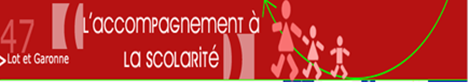 47
Lot et Garonne
L'accompagnement à
la scolarité